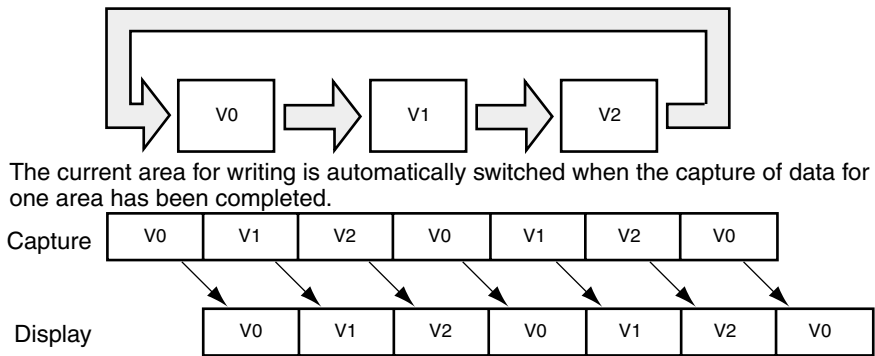 V0 V1 V2
The current area for writing is automatically switched when the capture of data for
one area has been completed.
Capture V0 V1 V2 V0 V1 V2 V0
Display V0 V1 V2 V0 V1 V2 V0